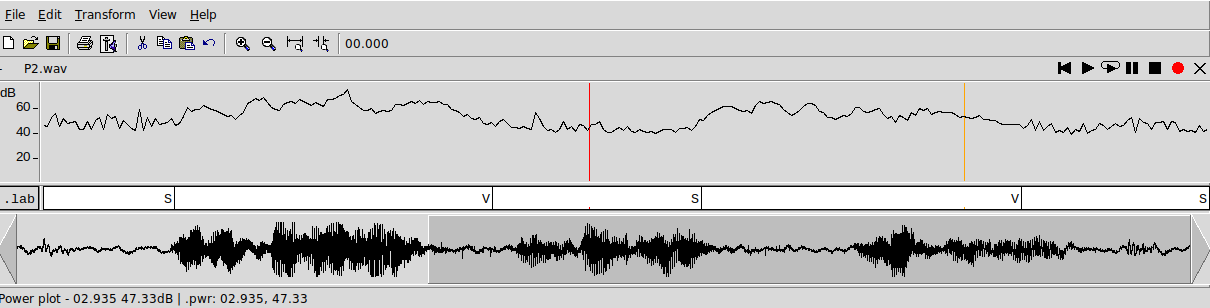 File Edit Transform View Help
00.000
P2.wav
dB
60
40
20
.lab S V S V S
Power plot - 02.935 47.33dB | .pwr: 02.935, 47.33